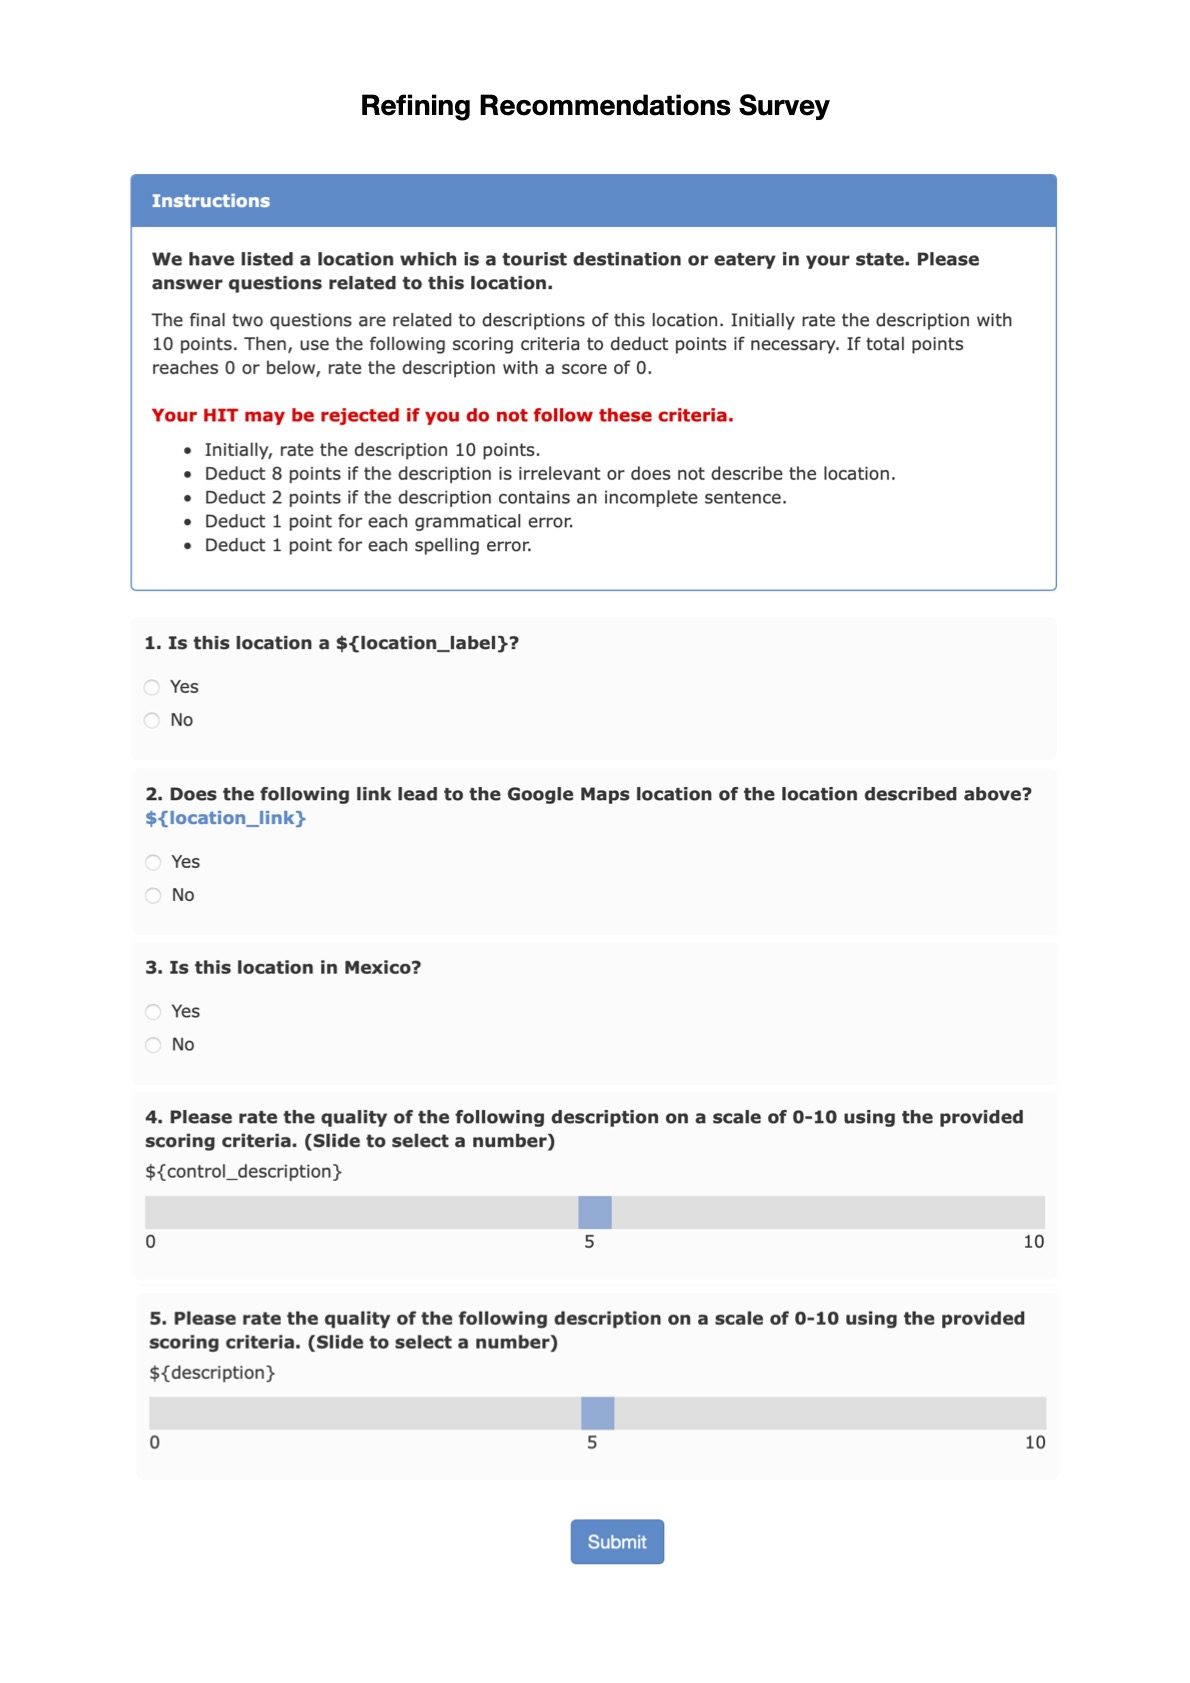 Refining Recommendations Survey
Instructions
We have listed a location which is a tourist destination or eatery in your state. Please
answer questions related to this location.
The final two questions are related to descriptions of this location. Initially rate the description with
10 points. Then, use the following scoring criteria to deduct points if necessary. If total points
reaches 0 or below, rate the description with a score of 0.
Your HIT may be rejected if you do not follow these criteria.
• Initially, rate the description 10 points.
• Deduct 8 points if the description is irrelevant or does not describe the location.
• Deduct 2 points if the description contains an incomplete sentence.
• Deduct 1 point for each grammatical error.
• Deduct 1 point for each spelling error.
1. Is this location a ${location_label}?
Yes
No
2. Does the following link lead to the Google Maps location of the location described above?
${location_link}
Yes
No
3. Is this location in Mexico?
Yes
No
4. Please rate the quality of the following description on a scale of 0-10 using the provided
scoring criteria. (Slide to select a number)
${control_description}
0 5 10
5. Please rate the quality of the following description on a scale of 0-10 using the provided
scoring criteria. (Slide to select a number)
${description}
0 5 10
Submit